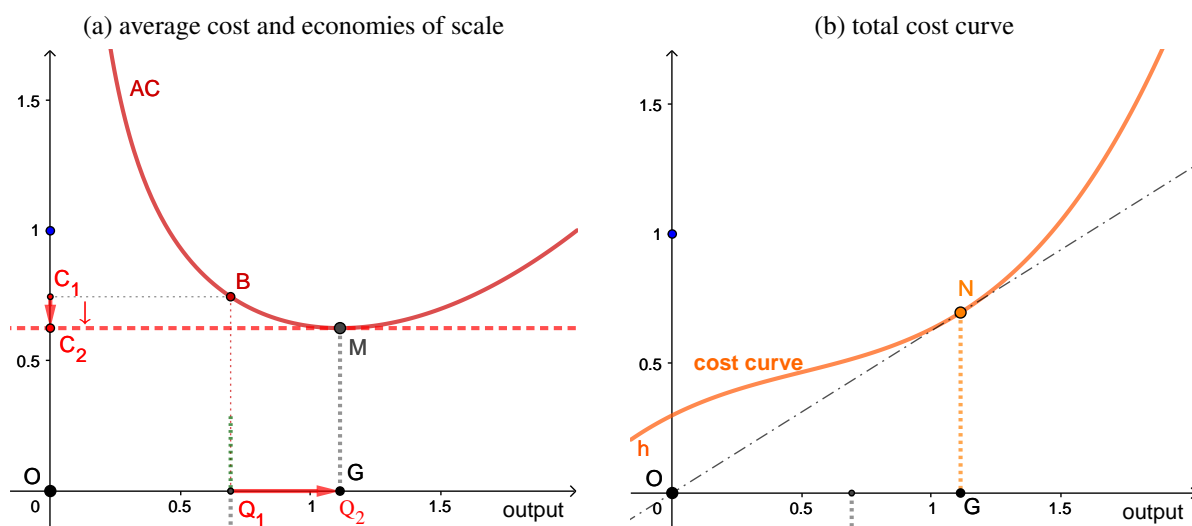 (a) average cost and economies of scale
AC
1.5
1
C1
B
↓
C2
M
0.5
O
G
0
0.5
Q1
1
Q2
1.5
output
(b) total cost curve
1.5
1
N
0.5
cost curve
h
O
0
0.5
1
G
1.5
output